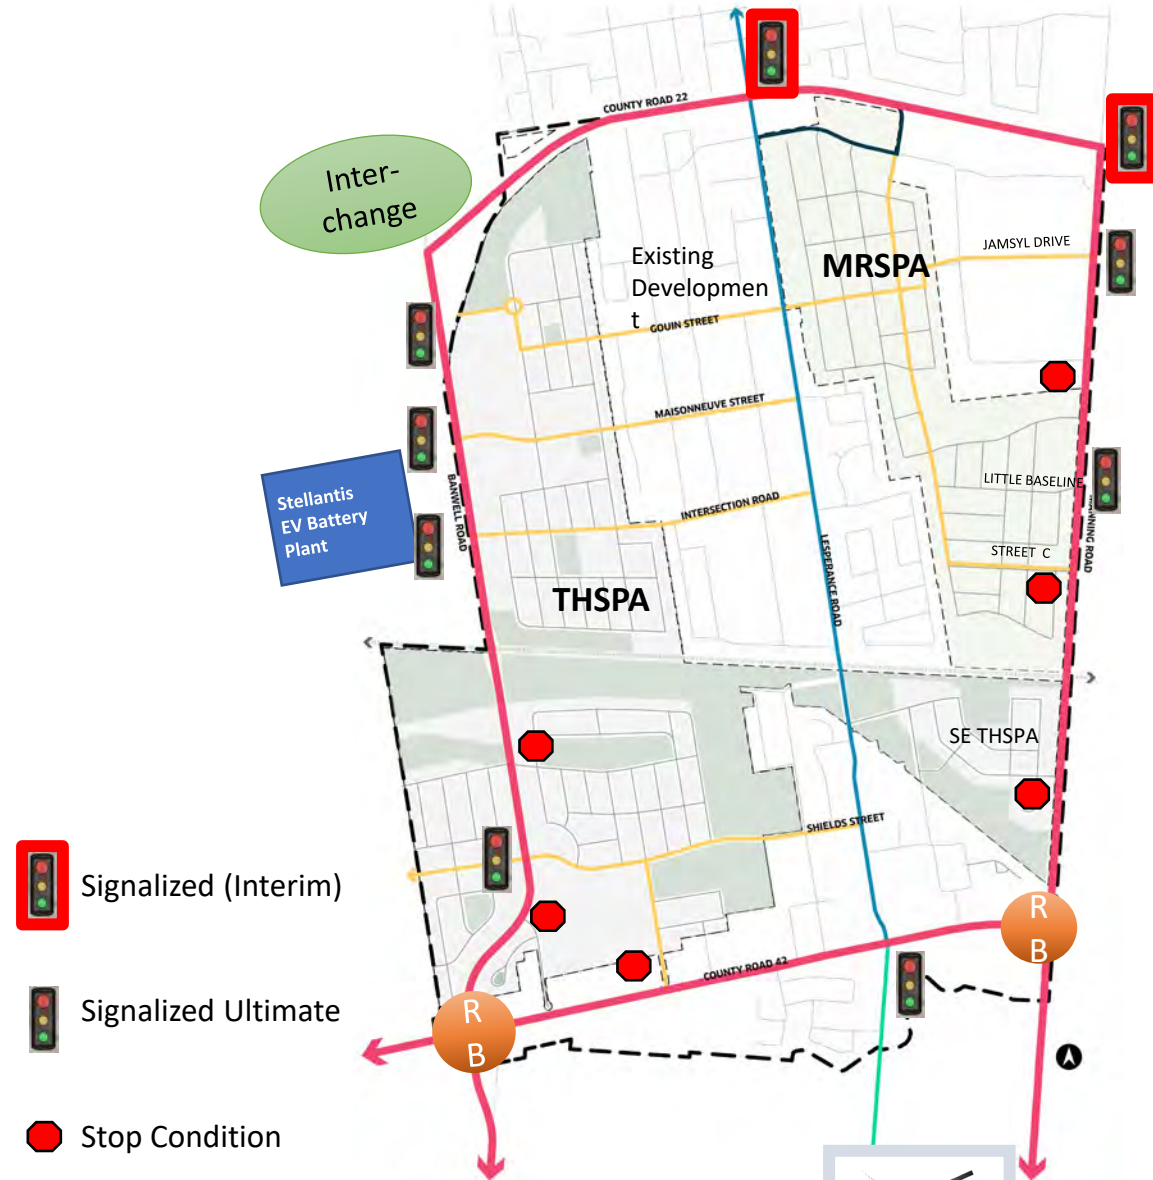 COUNTY ROAD 22
Inter-
change
Existing
Developmen
t
MRSPA
JAMSYL DRIVE
GOUIN STREET
MAISONNEUVE STREET
BANWELL ROAD
Stellantis
EV Battery
Plant
INTERSECTION ROAD
LITTLE BASELINE
MANNING ROAD
STREET C
LESPERANCE ROAD
THSPA
SE THSPA
SHIELDS STREET
Signalized (Interim)
R
B
COUNTY ROAD 42
Signalized Ultimate
R
B
Stop Condition